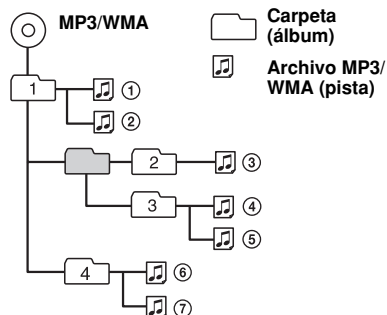 MP3/WMA
Carpeta
(álbum)
Archivo MP3/
WMA (pista)
1
①
②
2
③
3
④
⑤
4
⑥
⑦